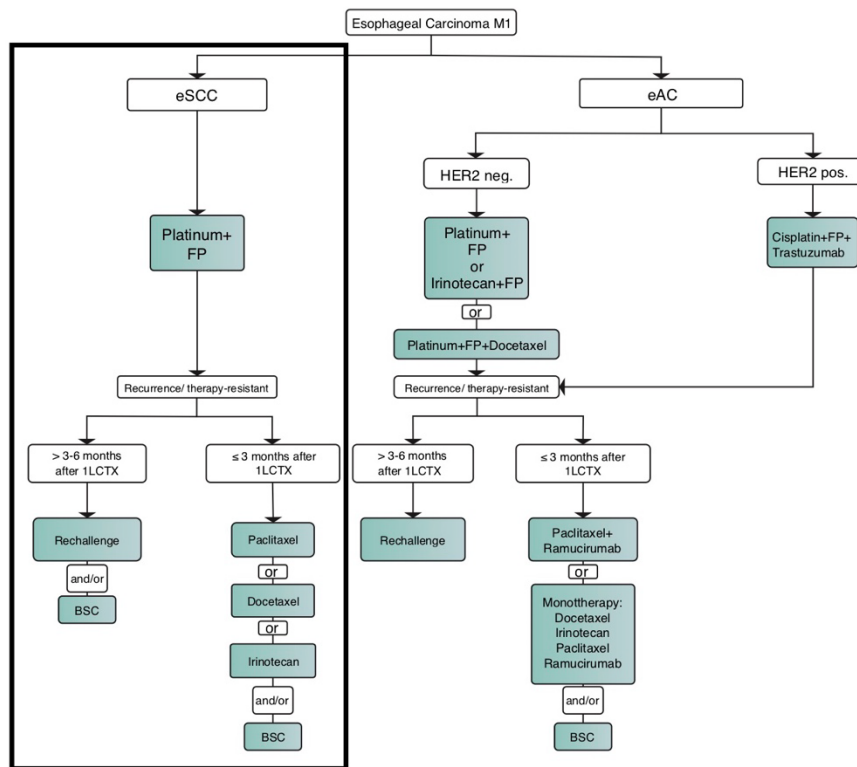 Esophageal Carcinoma M1
eSCC
eAC
HER2 neg.
HER2 pos.
Platinum+
FP
Platinum+
FP
or
Irinotecan+FP
Cisplatin+FP+
Trastuzumab
or
Platinum+FP+Docetaxel
Recurrence/ therapy-resistant
Recurrence/ therapy-resistant
> 3-6 months
after 1LCTX
≤ 3 months after
1LCTX
> 3-6 months
after 1LCTX
≤ 3 months after
1LCTX
Rechallenge
and/or
BSC
Paclitaxel
or
Docetaxel
or
Irinotecan
and/or
BSC
Rechallenge
Paclitaxel+
Ramucirumab
or
Monottherapy:
Docetaxel
Irinotecan
Paclitaxel
Ramucirumab
and/or
BSC